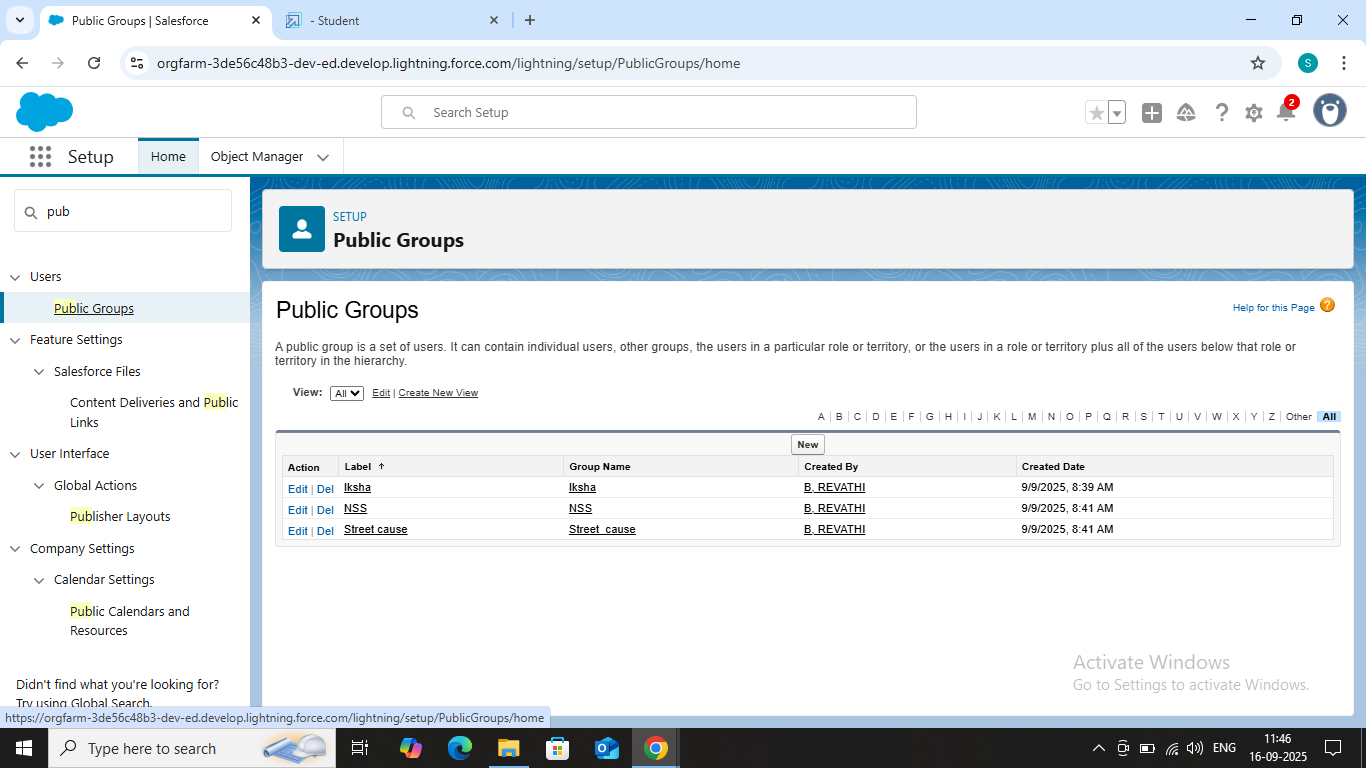 Public Groups | Salesforce
- Student
orgfarm-3de56c48b3-dev-ed.develop.lightning.force.com/lightning/setup/PublicGroups/home
S
Search Setup
2
Setup
Home
Object Manager
pub
Users
Public Groups
Feature Settings
Salesforce Files
Content Deliveries and Public
Links
User Interface
Global Actions
Publisher Layouts
Company Settings
Calendar Settings
Public Calendars and
Resources
Didn't find what you're looking for?
Try using Global Search.
https://orgfarm-3de56c48b3-dev-ed.develop.lightning.force.com/lightning/setup/PublicGroups/home
SETUP
Public Groups
Public Groups
Help for this Page ?
A public group is a set of users. It can contain individual users, other groups, the users in a particular role or territory, or the users in a role or territory plus all of the users below that role or
territory in the hierarchy.
View: All Edit | Create New View
A | B | C | D | E | F | G | H | I | J | K | L | M | N | O | P | Q | R | S | T | U | V | W | X | Y | Z | Other | All
New
Action Label ↑ Group Name Created By Created Date
Edit | Del Iksha Iksha B, REVATHI 9/9/2025, 8:39 AM
Edit | Del NSS NSS B, REVATHI 9/9/2025, 8:41 AM
Edit | Del Street cause Street_cause B, REVATHI 9/9/2025, 8:41 AM
Activate Windows
Go to Settings to activate Windows.
Type here to search
ENG
11:46
16-09-2025